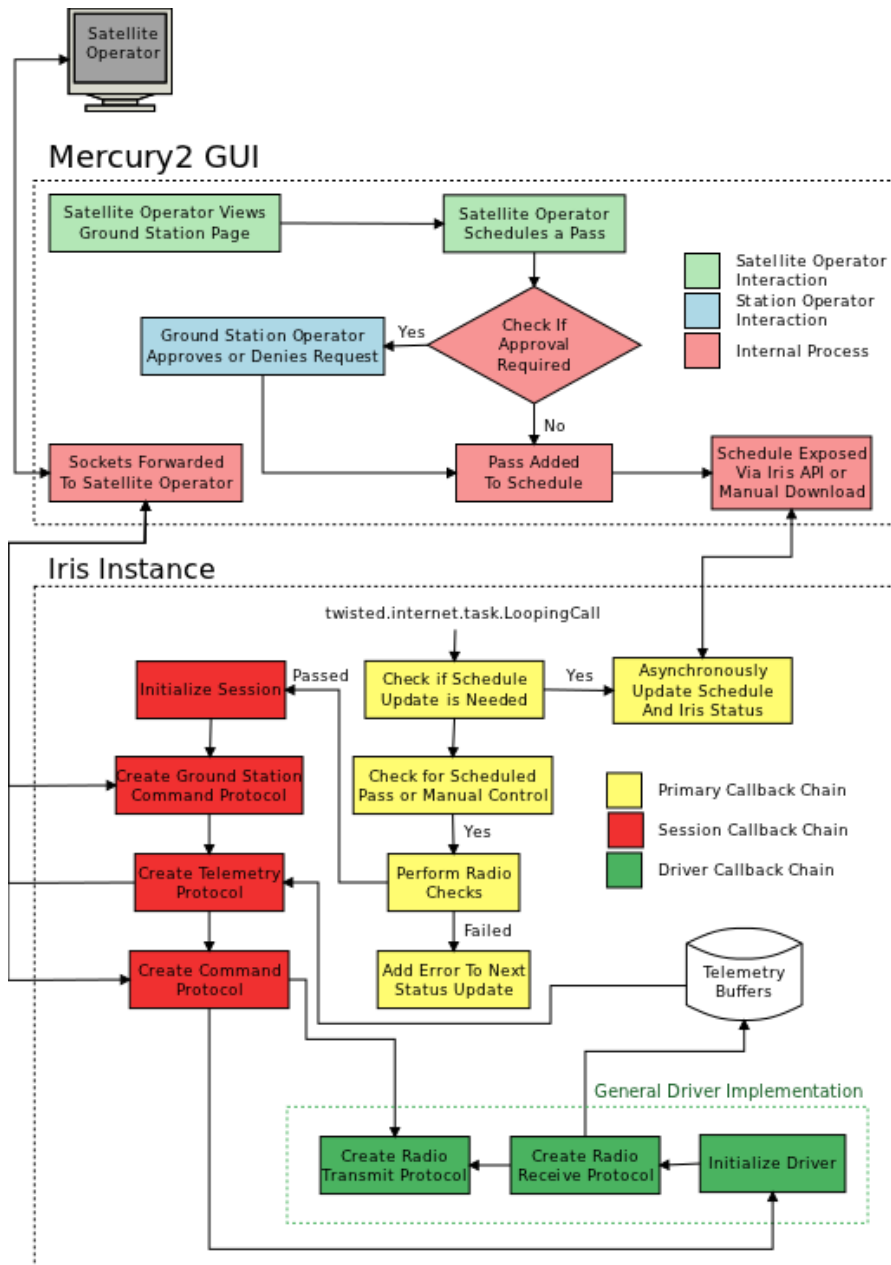 Satellite
Operator
Mercury2 GUI
Satellite Operator Views
Ground Station Page
Satellite Operator
Schedules a Pass
Satellite Operator
Interaction
Station Operator
Interaction
Internal Process
Ground Station Operator
Approves or Denies Request
Yes
Check If
Approval
Required
No
Sockets Forwarded
To Satellite Operator
Pass Added
To Schedule
Schedule Exposed
Via Iris API or
Manual Download
Iris Instance
twisted.internet.task.LoopingCall
Initialize Session
Passed
Check if Schedule
Update is Needed
Yes
Asynchronously
Update Schedule
And Iris Status
Create Ground Station
Command Protocol
Check for Scheduled
Pass or Manual Control
Primary Callback Chain
Session Callback Chain
Driver Callback Chain
Yes
Create Telemetry
Protocol
Perform Radio
Checks
Failed
Create Command
Protocol
Add Error To Next
Status Update
Telemetry
Buffers
General Driver Implementation
Create Radio
Transmit Protocol
Create Radio
Receive Protocol
Initialize Driver